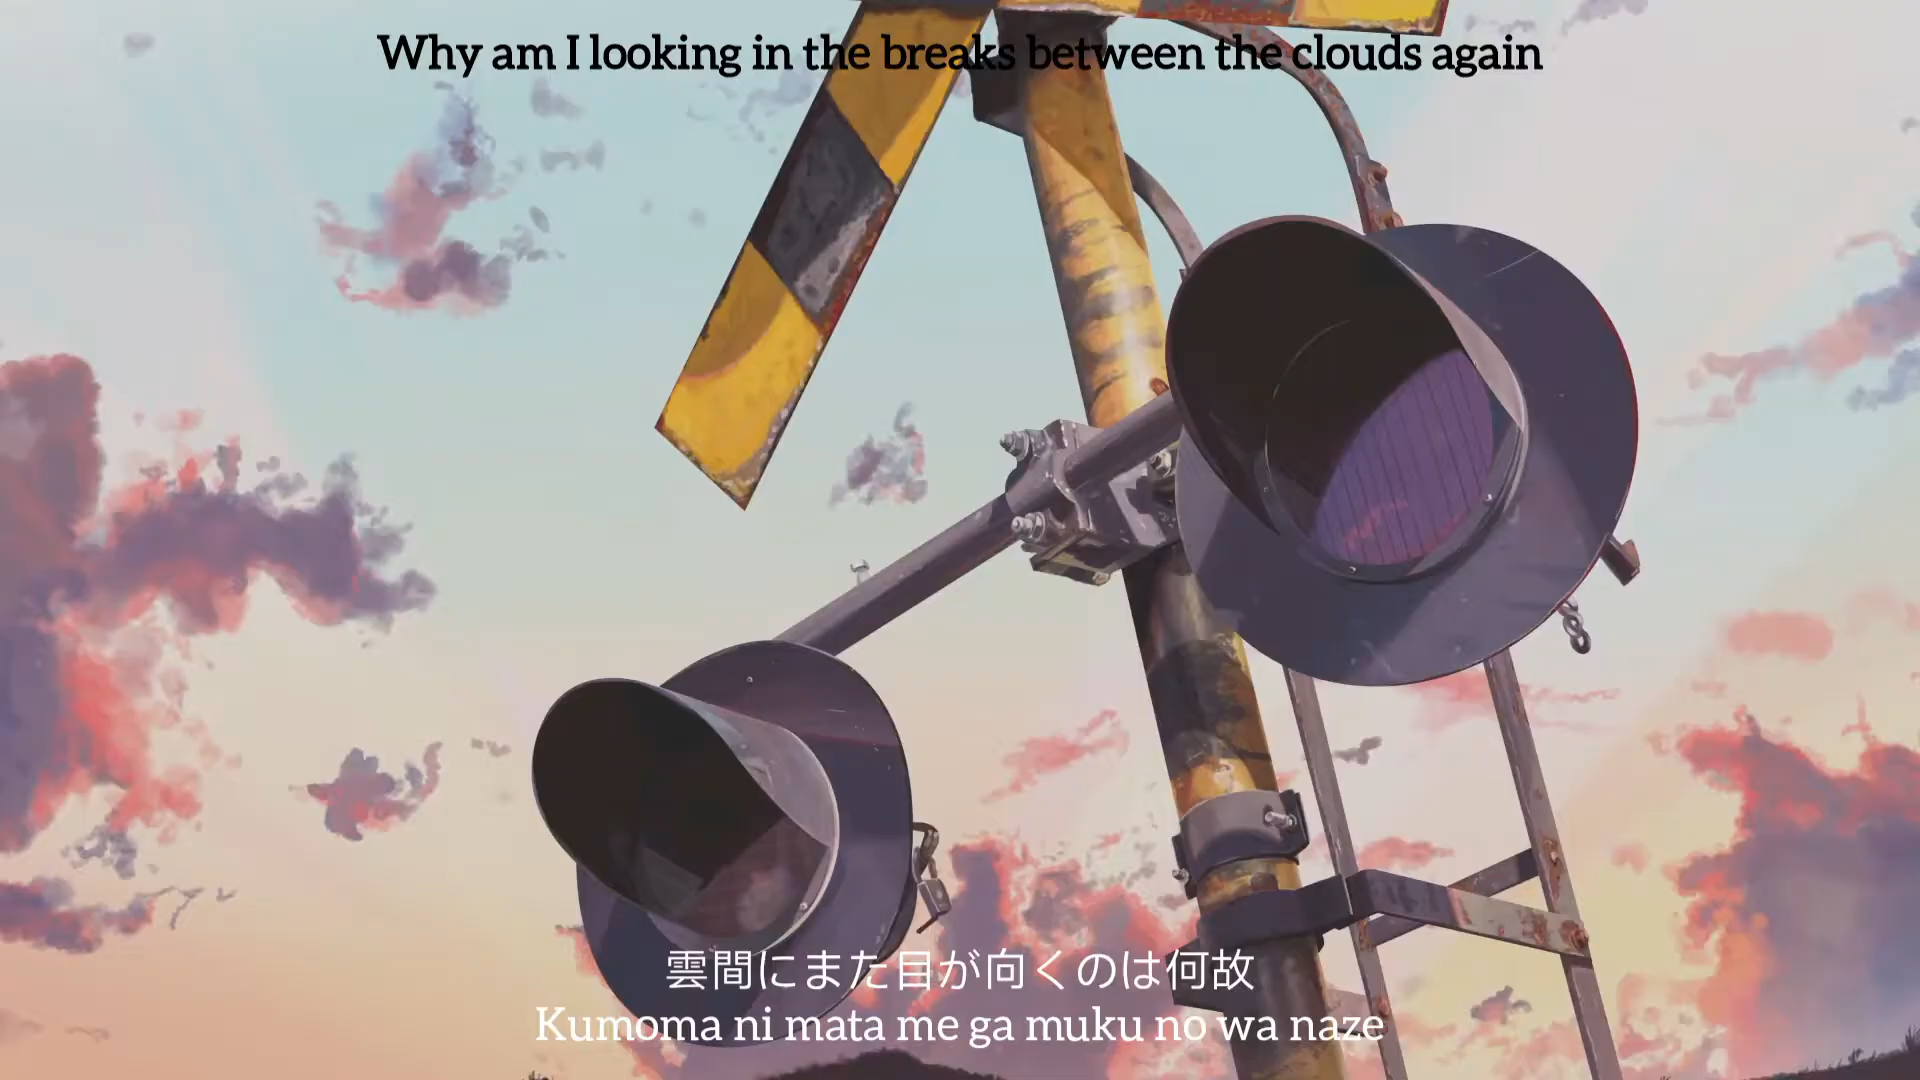 Why am I looking in the breaks between the clouds again
雲間にまた目が向くのは何故
Kumoma ni mata me ga muku no wa naze